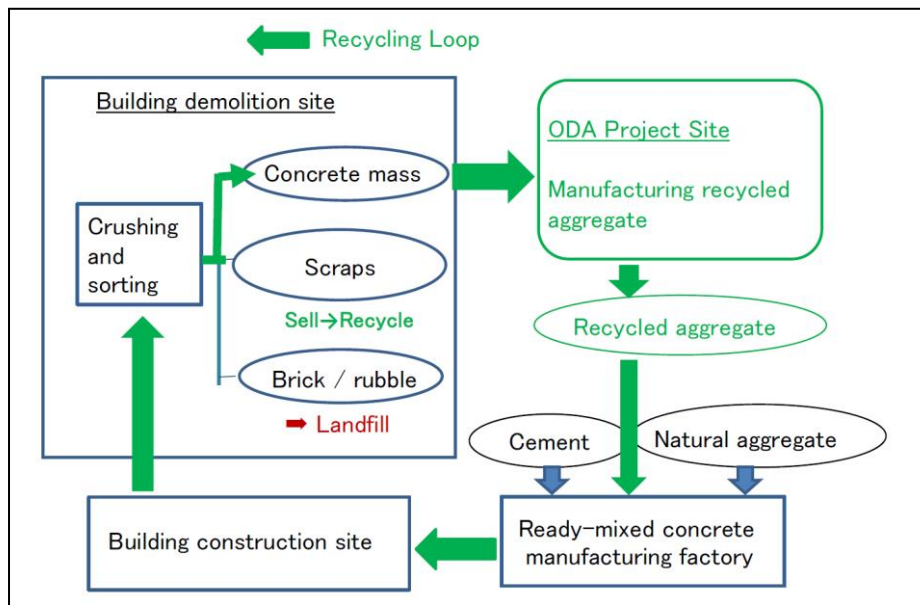 Recycling Loop
Building demolition site
Concrete mass
Crushing
and
sorting
Scraps
Sell→Recycle
Brick / rubble
➡ Landfill
ODA Project Site
Manufacturing recycled
aggregate
Recycled aggregate
Cement
Natural aggregate
Building construction site
Ready-mixed concrete
manufacturing factory